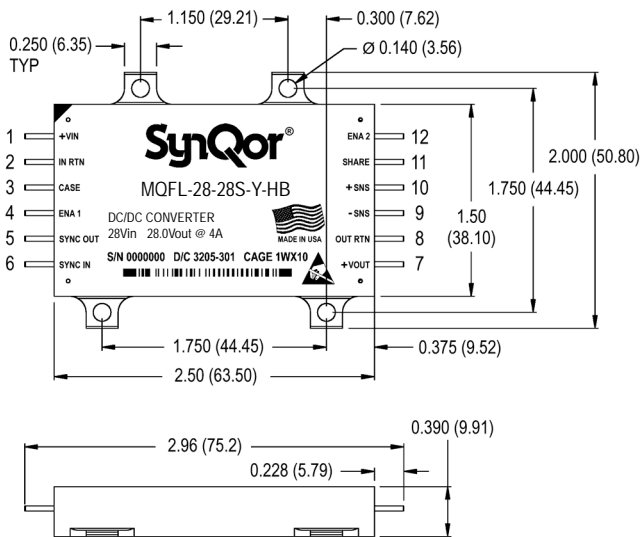 1.150 (29.21)
0.300 (7.62)
0.250 (6.35)
TYP
Ø 0.140 (3.56)
1 +VIN
2 IN RTN
3 CASE
4 ENA 1
5 SYNC OUT
6 SYNC IN
SynQor®
MQFL-28-28S-Y-HB
DC/DC CONVERTER
28Vin 28.0Vout @ 4A
MADE IN USA
S/N 0000000 D/C 3205-301 CAGE 1WX10
ENA 2 12
SHARE 11
+SNS 10
-SNS 9
OUT RTN 8
+VOUT 7
2.000 (50.80)
1.750 (44.45)
1.50
(38.10)
1.750 (44.45)
0.375 (9.52)
2.50 (63.50)
2.96 (75.2)
0.390 (9.91)
0.228 (5.79)